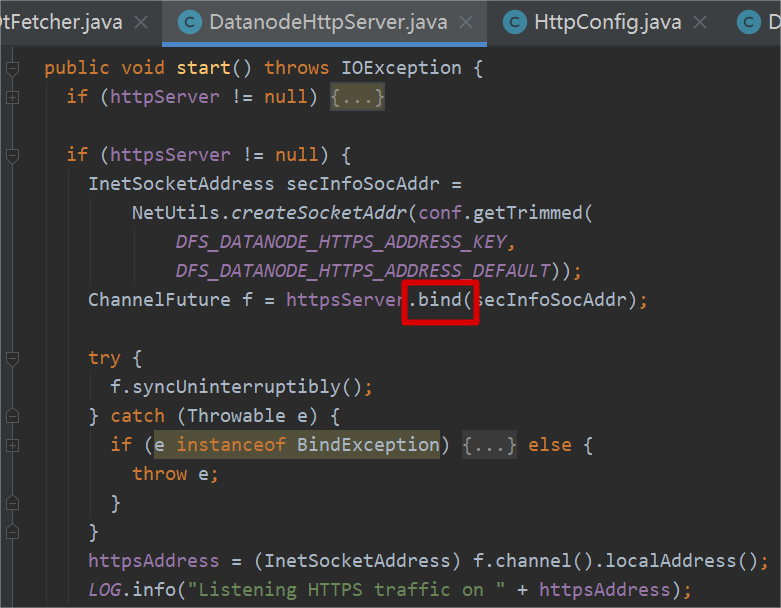 OtFetcher.java × C DatanodeHttpServer.java × C HttpConfig.java × C D
public void start() throws IOException {
if (httpServer != null) {...}
if (httpsServer != null) {
InetSocketAddress secInfoSocAddr =
NetUtils.createSocketAddr(conf.getTrimmed(
DFS_DATANODE_HTTPS_ADDRESS_KEY,
DFS_DATANODE_HTTPS_ADDRESS_DEFAULT));
ChannelFuture f = httpsServer.bind(secInfoSocAddr);
try {
f.syncUninterruptibly();
} catch (Throwable e) {
if (e instanceof BindException) {...} else {
throw e;
}
}
httpsAddress = (InetSocketAddress) f.channel().localAddress();
LOG.info("Listening HTTPS traffic on " + httpsAddress);